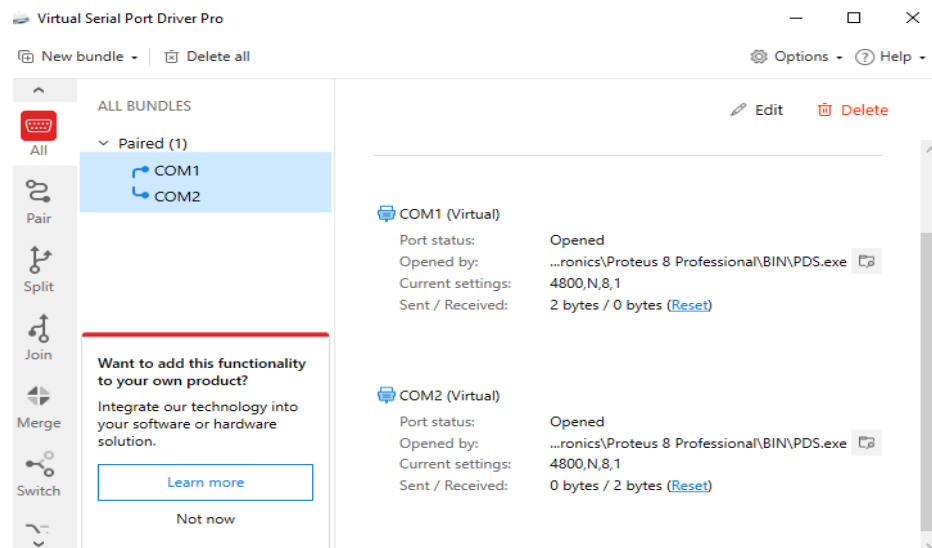 Virtual Serial Port Driver Pro
New bundle
Delete all
Options
Help
All
Pair
Split
Join
Merge
Switch
ALL BUNDLES
Paired (1)
COM1
COM2
Want to add this functionality
to your own product?
Integrate our technology into
your software or hardware
solution.
Learn more
Not now
Edit
Delete
COM1 (Virtual)
Port status: Opened
Opened by: ...ronics\Proteus 8 Professional\BIN\PDS.exe
Current settings: 4800,N,8,1
Sent / Received: 2 bytes / 0 bytes (Reset)
COM2 (Virtual)
Port status: Opened
Opened by: ...ronics\Proteus 8 Professional\BIN\PDS.exe
Current settings: 4800,N,8,1
Sent / Received: 0 bytes / 2 bytes (Reset)